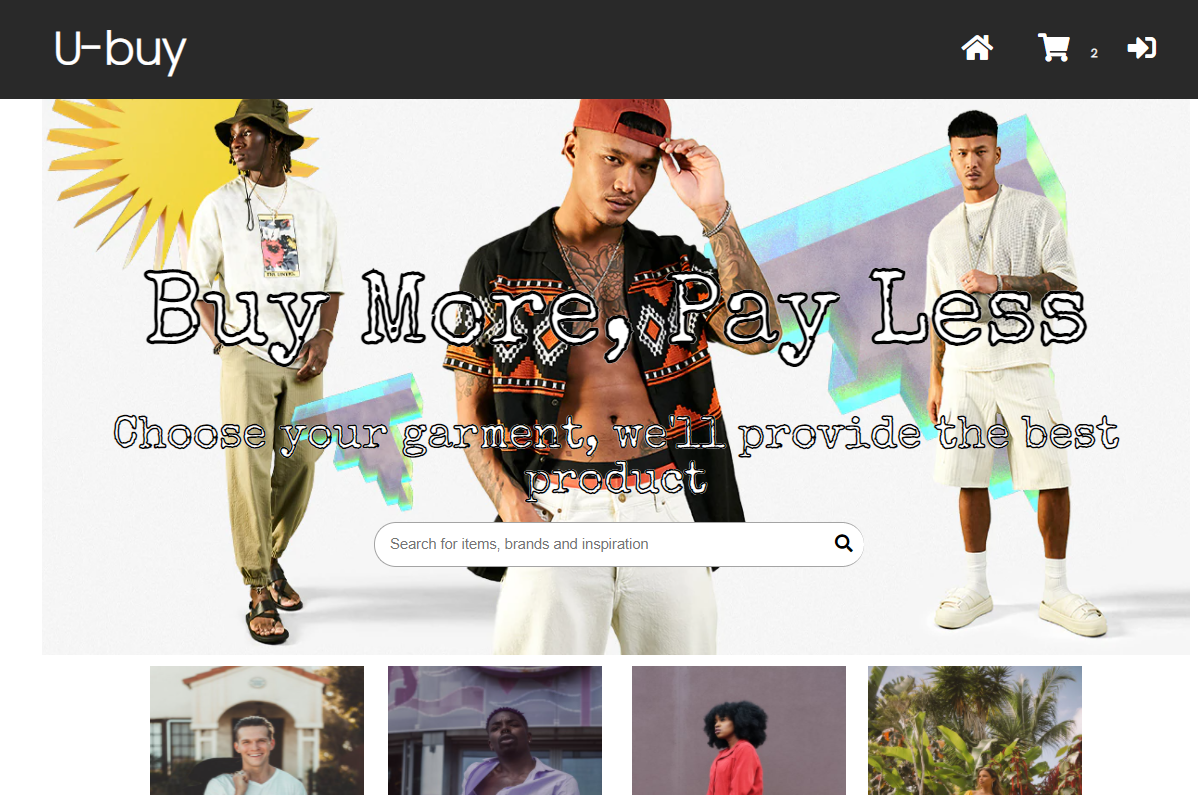 U-buy
2
Buy More, Pay Less
Choose your garment, we'll provide the best
product
Search for items, brands and inspiration